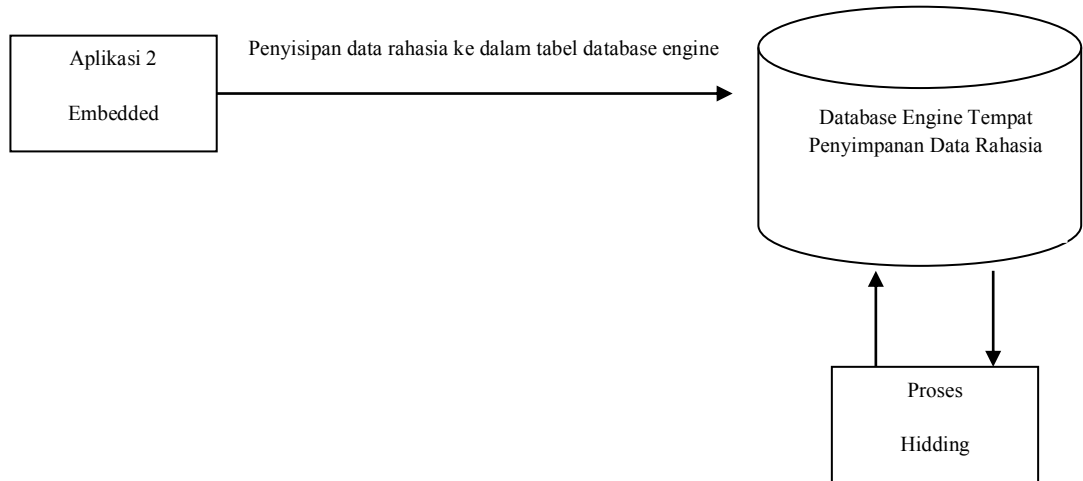 Aplikasi 2
Embedded
Penyisipan data rahasia ke dalam tabel database engine
Database Engine Tempat
Penyimpanan Data Rahasia
Proses
Hidding